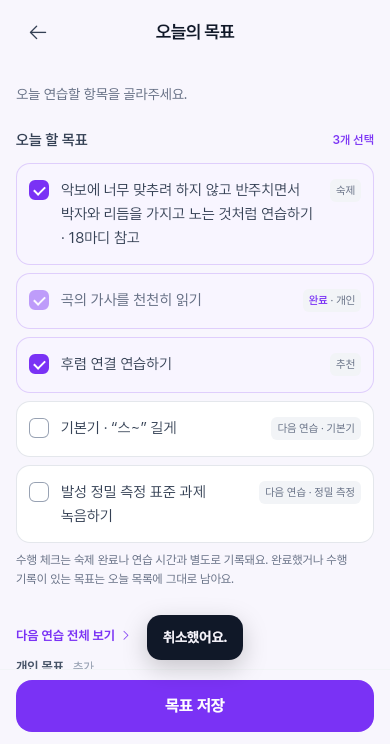 오늘의 목표
오늘 연습할 항목을 골라주세요.
오늘 할 목표
3개 선택
악보에 너무 맞추려 하지 않고 반주치면서
숙제
박자와 리듬을 가지고 노는 것처럼 연습하기
· 18마디 참고
곡의 가사를 천천히 읽기
완료 · 개인
후렴 연결 연습하기
추천
기본기 · “스~” 길게
다음 연습 · 기본기
발성 정밀 측정 표준 과제
다음 연습 · 정밀 측정
녹음하기
수행 체크는 숙제 완료나 연습 시간과 별도로 기록돼요. 완료했거나 수행
기록이 있는 목표는 오늘 목록에 그대로 남아요.
다음 연습 전체 보기
취소했어요.
개인 목표 추가
목표 저장